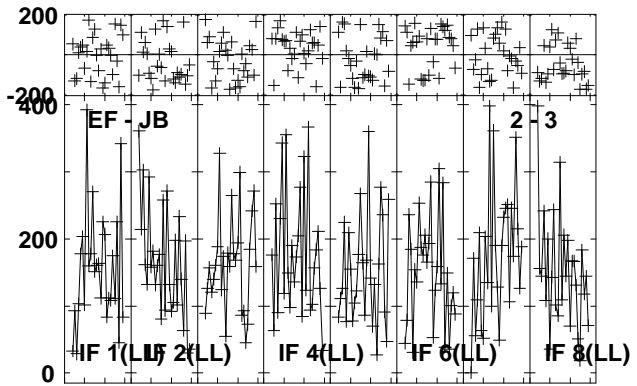 200
-200
400
EF - JB 2 - 3
200
0
IF 1(LL) IF 2(LL) IF 4(LL) IF 6(LL) IF 8(LL)